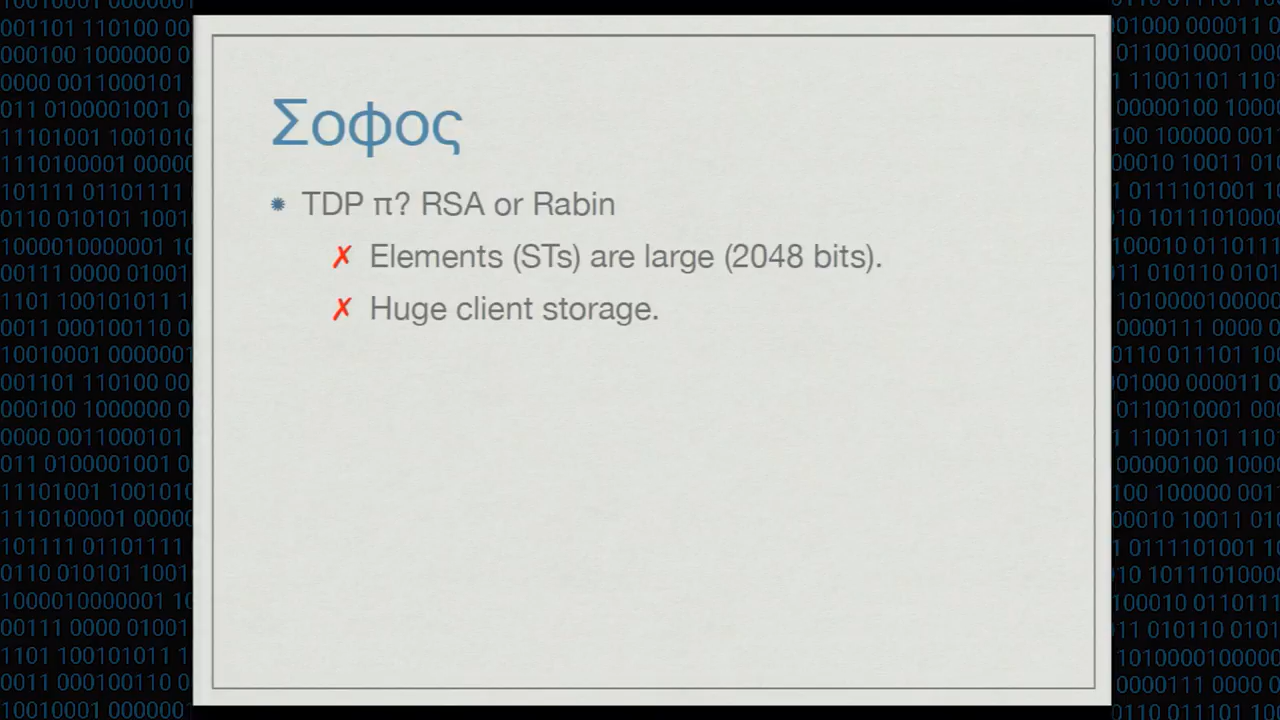 Σοφος
TDP π? RSA or Rabin
✗ Elements (STs) are large (2048 bits).
✗ Huge client storage.